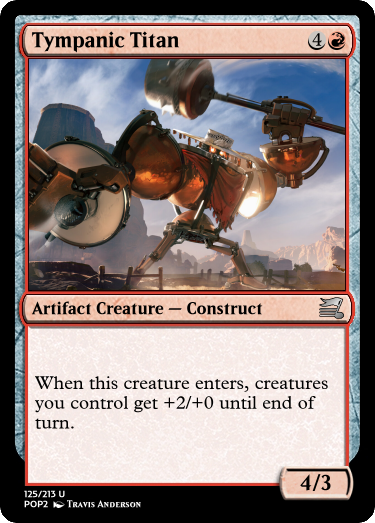 Tympanic Titan 4
Artifact Creature — Construct
When this creature enters, creatures
you control get +2/+0 until end of
turn.
4/3
125/213 U
POP2 Travis Anderson